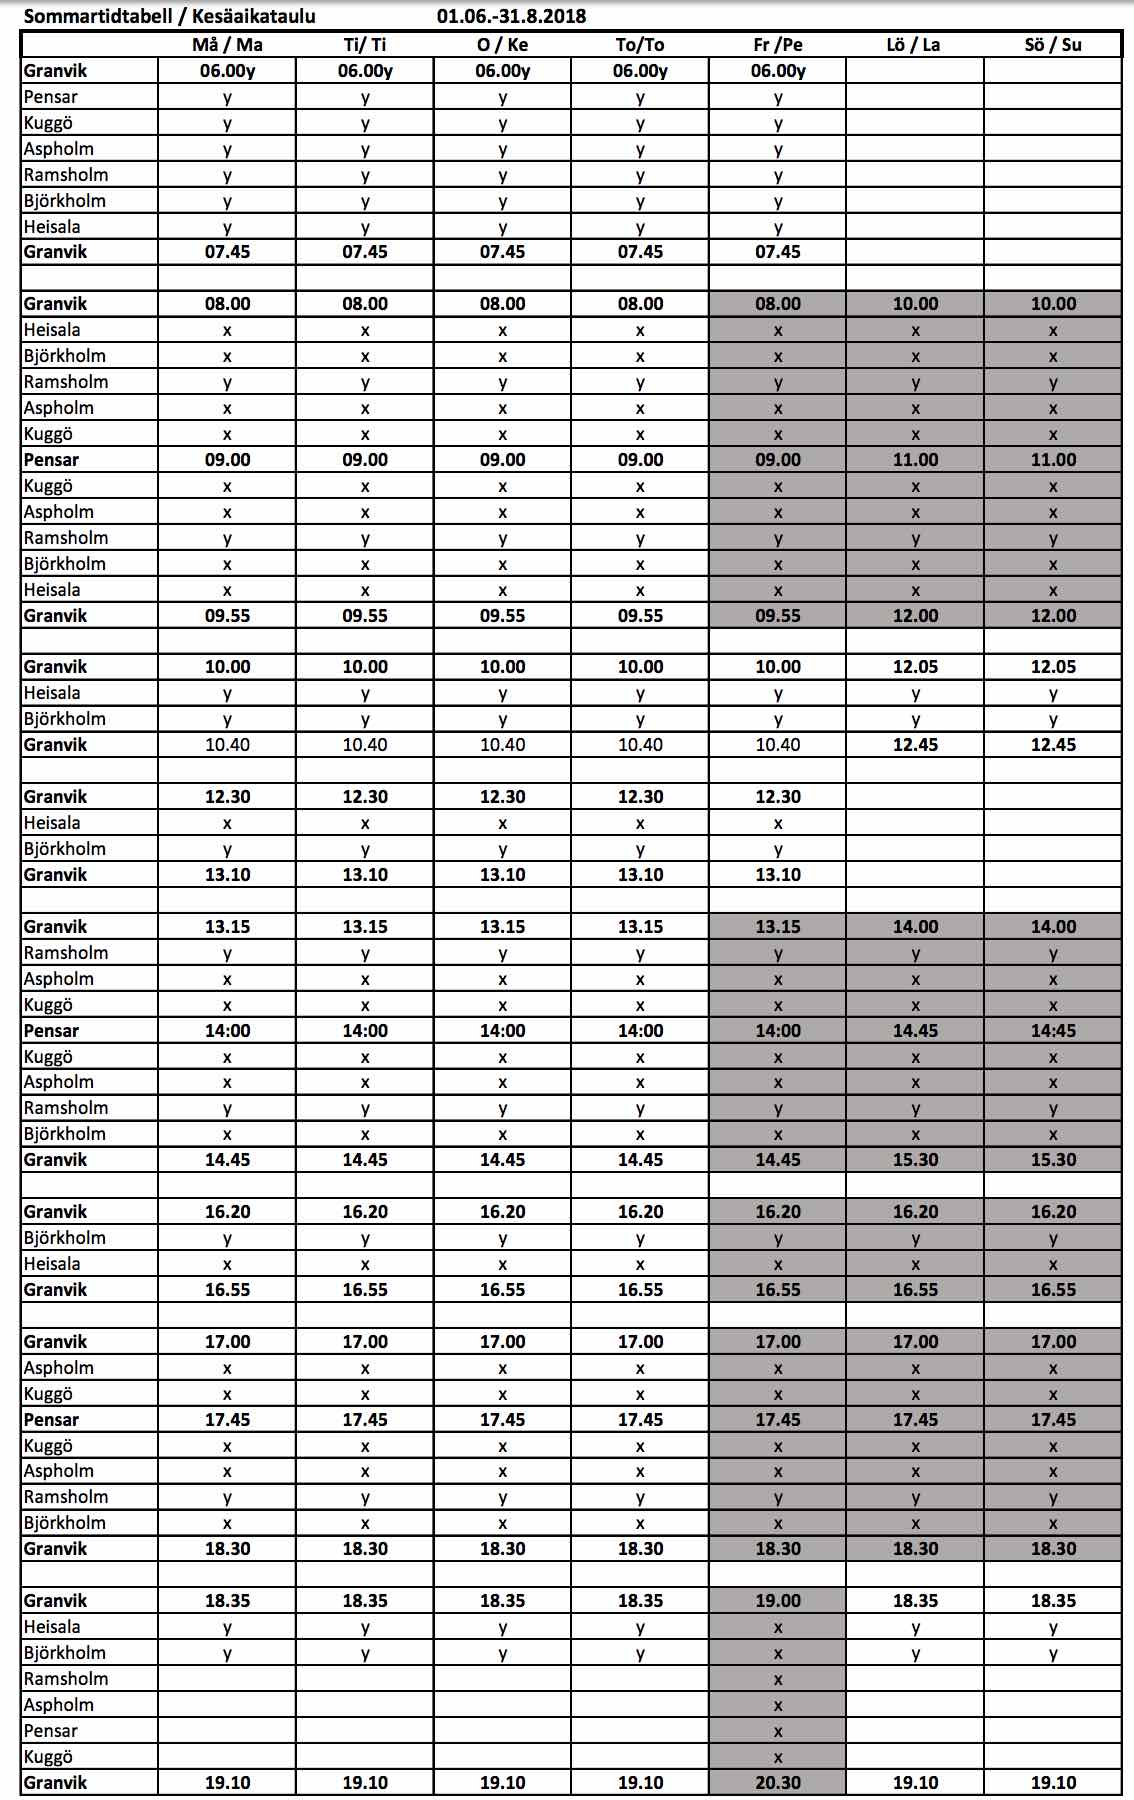 Sommartidtabell / Kesäaikataulu 01.06.-31.8.2018
Må / Ma Ti/ Ti O / Ke To/To Fr /Pe Lö / La Sö / Su
Granvik 06.00y 06.00y 06.00y 06.00y 06.00y
Pensar y y y y y
Kuggö y y y y y
Aspholm y y y y y
Ramsholm y y y y y
Björkholm y y y y y
Heisala y y y y y
Granvik 07.45 07.45 07.45 07.45 07.45
Granvik 08.00 08.00 08.00 08.00 08.00 10.00 10.00
Heisala x x x x x x x
Björkholm x x x x x x x
Ramsholm y y y y y y y
Aspholm x x x x x x x
Kuggö x x x x x x x
Pensar 09.00 09.00 09.00 09.00 09.00 11.00 11.00
Kuggö x x x x x x x
Aspholm x x x x x x x
Ramsholm y y y y y y y
Björkholm x x x x x x x
Heisala x x x x x x x
Granvik 09.55 09.55 09.55 09.55 09.55 12.00 12.00
Granvik 10.00 10.00 10.00 10.00 10.00 12.05 12.05
Heisala y y y y y y y
Björkholm y y y y y y y
Granvik 10.40 10.40 10.40 10.40 10.40 12.45 12.45
Granvik 12.30 12.30 12.30 12.30 12.30
Heisala x x x x x
Björkholm y y y y y
Granvik 13.10 13.10 13.10 13.10 13.10
Granvik 13.15 13.15 13.15 13.15 13.15 14.00 14.00
Ramsholm y y y y y y y
Aspholm x x x x x x x
Kuggö x x x x x x x
Pensar 14:00 14:00 14:00 14:00 14:00 14.45 14:45
Kuggö x x x x x x x
Aspholm x x x x x x x
Ramsholm y y y y y y y
Björkholm x x x x x x x
Granvik 14.45 14.45 14.45 14.45 14.45 15.30 15.30
Granvik 16.20 16.20 16.20 16.20 16.20 16.20 16.20
Björkholm y y y y y y y
Heisala x x x x x x x
Granvik 16.55 16.55 16.55 16.55 16.55 16.55 16.55
Granvik 17.00 17.00 17.00 17.00 17.00 17.00 17.00
Aspholm x x x x x x x
Kuggö x x x x x x x
Pensar 17.45 17.45 17.45 17.45 17.45 17.45 17.45
Kuggö x x x x x x x
Aspholm x x x x x x x
Ramsholm y y y y y y y
Björkholm x x x x x x x
Granvik 18.30 18.30 18.30 18.30 18.30 18.30 18.30
Granvik 18.35 18.35 18.35 18.35 19.00 18.35 18.35
Heisala y y y y x y y
Björkholm y y y y x y y
Ramsholm x
Aspholm x
Pensar x
Kuggö x
Granvik 19.10 19.10 19.10 19.10 20.30 19.10 19.10